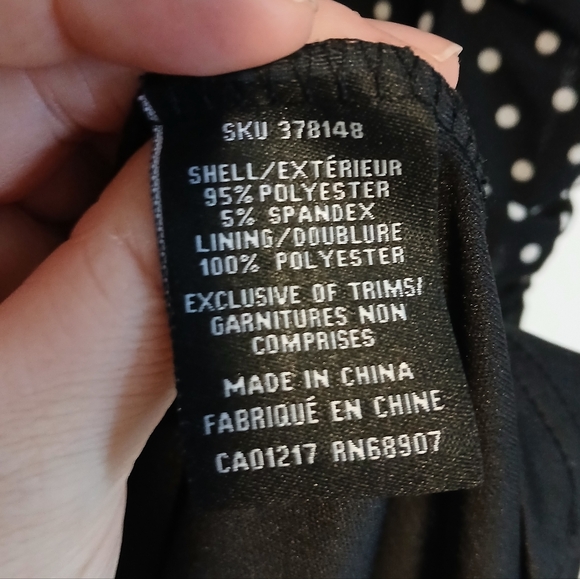 SKU 378148
SHELL/EXTÉRIEUR
95% POLYESTER
5% SPANDEX
LINING/DOUBLURE
100% POLYESTER
EXCLUSIVE OF TRIMS/
GARNITURES NON
COMPRISES
MADE IN CHINA
FABRIQUÉ EN CHINE
CA01217 RN68907